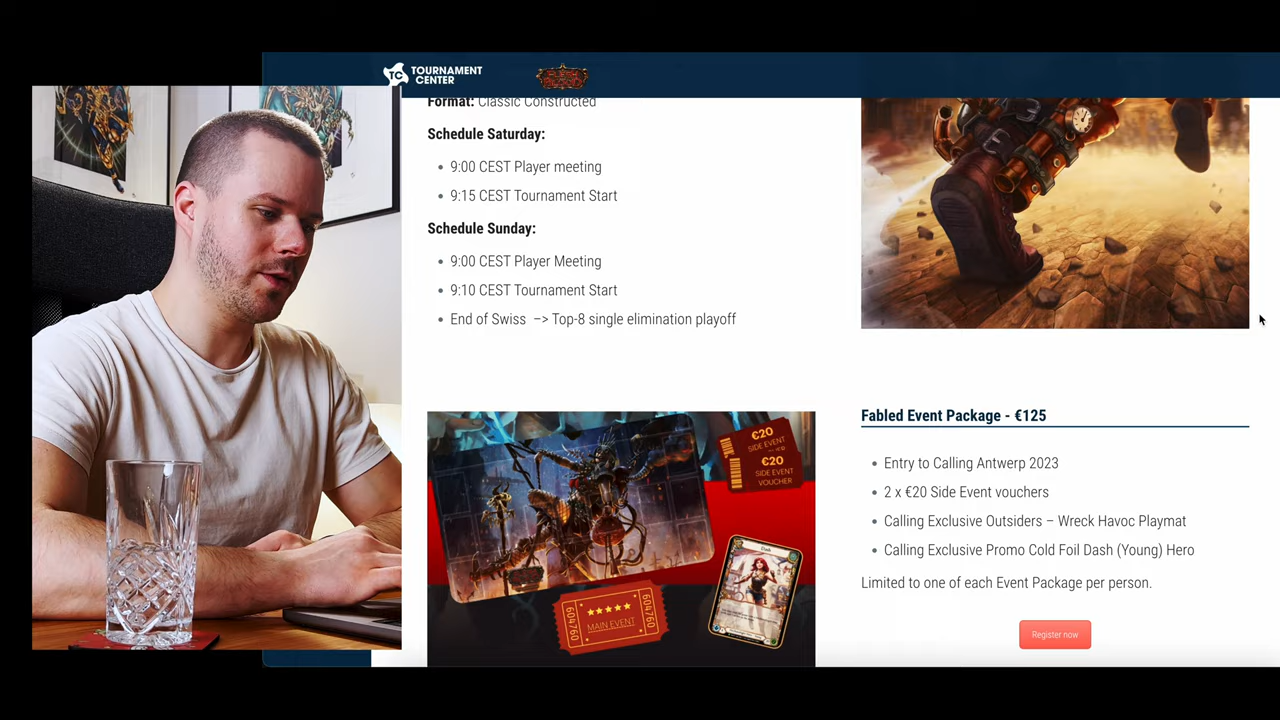 TC TOURNAMENT
CENTER
Format: Classic Constructed
Schedule Saturday:
9:00 CEST Player meeting
9:15 CEST Tournament Start
Schedule Sunday:
9:00 CEST Player Meeting
9:10 CEST Tournament Start
End of Swiss –> Top-8 single elimination playoff
€20
SIDE EVENT
€20
SIDE EVENT
VOUCHER
604760
MAIN EVENT
604760
Dash
Fabled Event Package - €125
Entry to Calling Antwerp 2023
2 x €20 Side Event vouchers
Calling Exclusive Outsiders – Wreck Havoc Playmat
Calling Exclusive Promo Cold Foil Dash (Young) Hero
Limited to one of each Event Package per person.
Register now